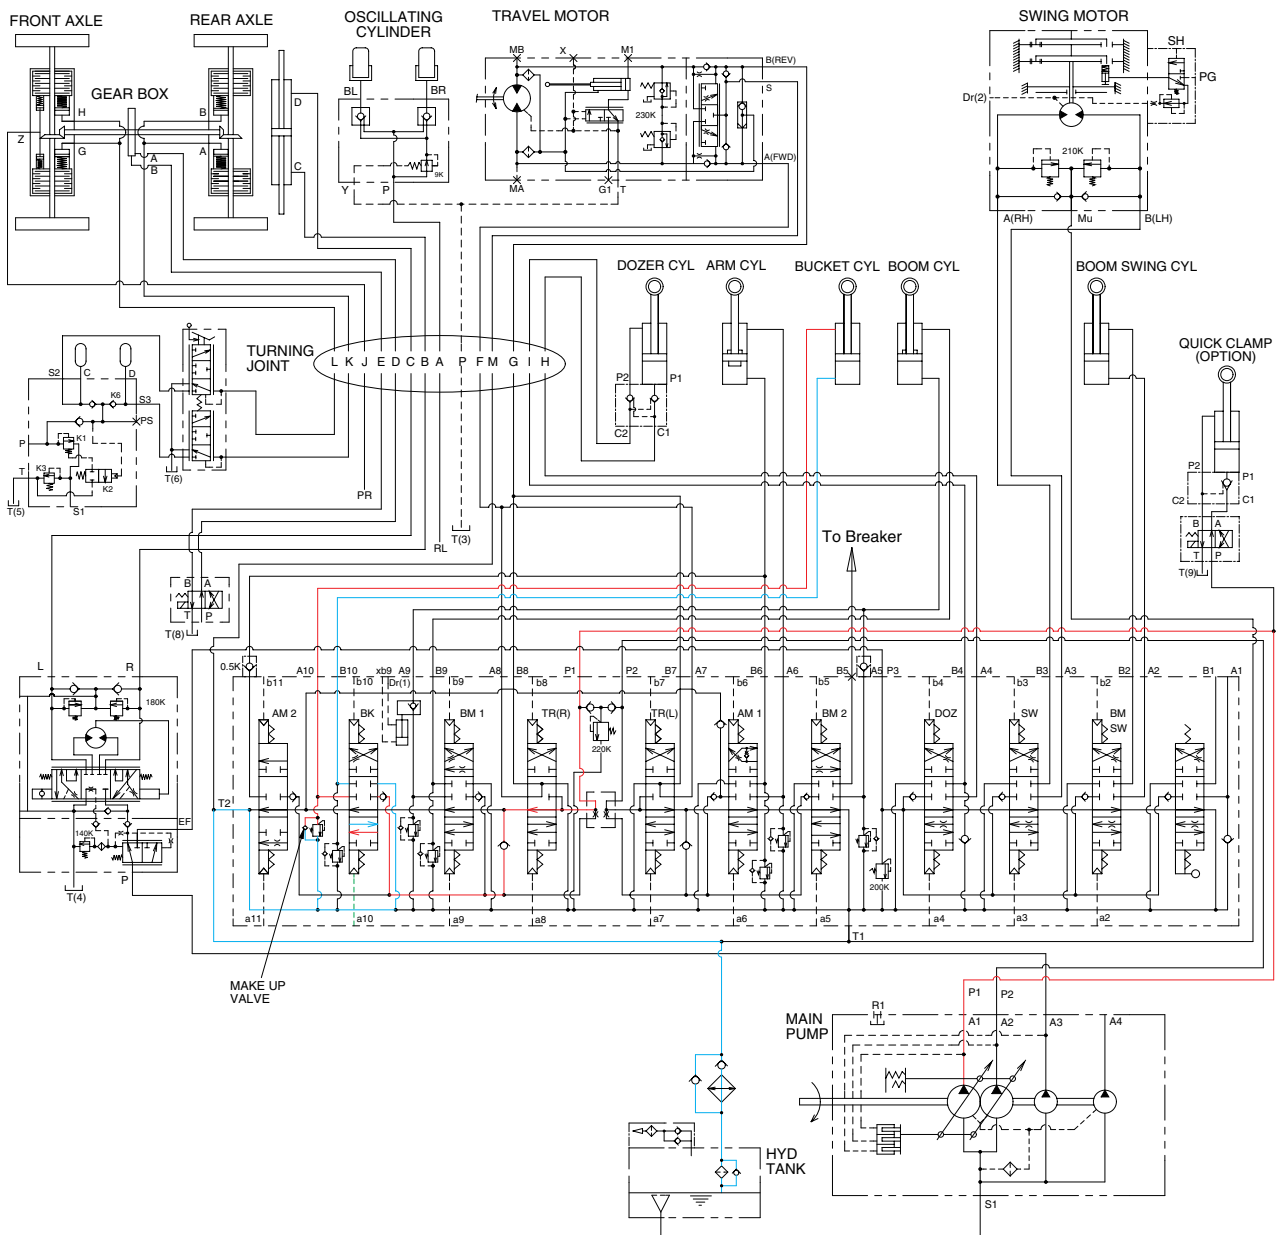 FRONT AXLE
REAR AXLE
OSCILLATING
CYLINDER
TRAVEL MOTOR
SWING MOTOR
MB
X
M1
B(REV)
S
SH
PG
Dr(2)
BL
BR
GEAR BOX
H
B
D
Z
G
A
A
B
C
230K
210K
9K
Y
P
MA
G1
T
A(FWD)
A(RH)
Mu
B(LH)
DOZER CYL
ARM CYL
BUCKET CYL
BOOM CYL
BOOM SWING CYL
QUICK CLAMP
(OPTION)
TURNING
JOINT
L K J E D C B A P F M G I H
S2
C
D
K6
S3
PS
P
K1
T
K3
K2
T(5)
S1
T(6)
P2
P1
C2
C1
P2
P1
C2
C1
B
A
T
P
T(9)
PR
RL
T(3)
To Breaker
B
A
T
P
T(8)
L
R
180K
EF
140K
P
T(4)
0.5K
A10
B10
xb9
A9
B9
A8
B8
P1
P2
B7
A7
B6
A6
B5
A5
P3
B4
A4
B3
A3
B2
A2
B1
A1
b11
b10
Dr(1)
b9
b8
b7
b6
b5
b4
b3
b2
AM 2
BK
BM 1
TR(R)
220K
TR(L)
AM 1
BM 2
DOZ
SW
BM
SW
T2
200K
a11
a10
a9
a8
a7
a6
a5
a4
a3
a2
T1
MAKE UP
VALVE
P1
P2
R1
MAIN
PUMP
A1
A2
A3
A4
HYD
TANK
S1